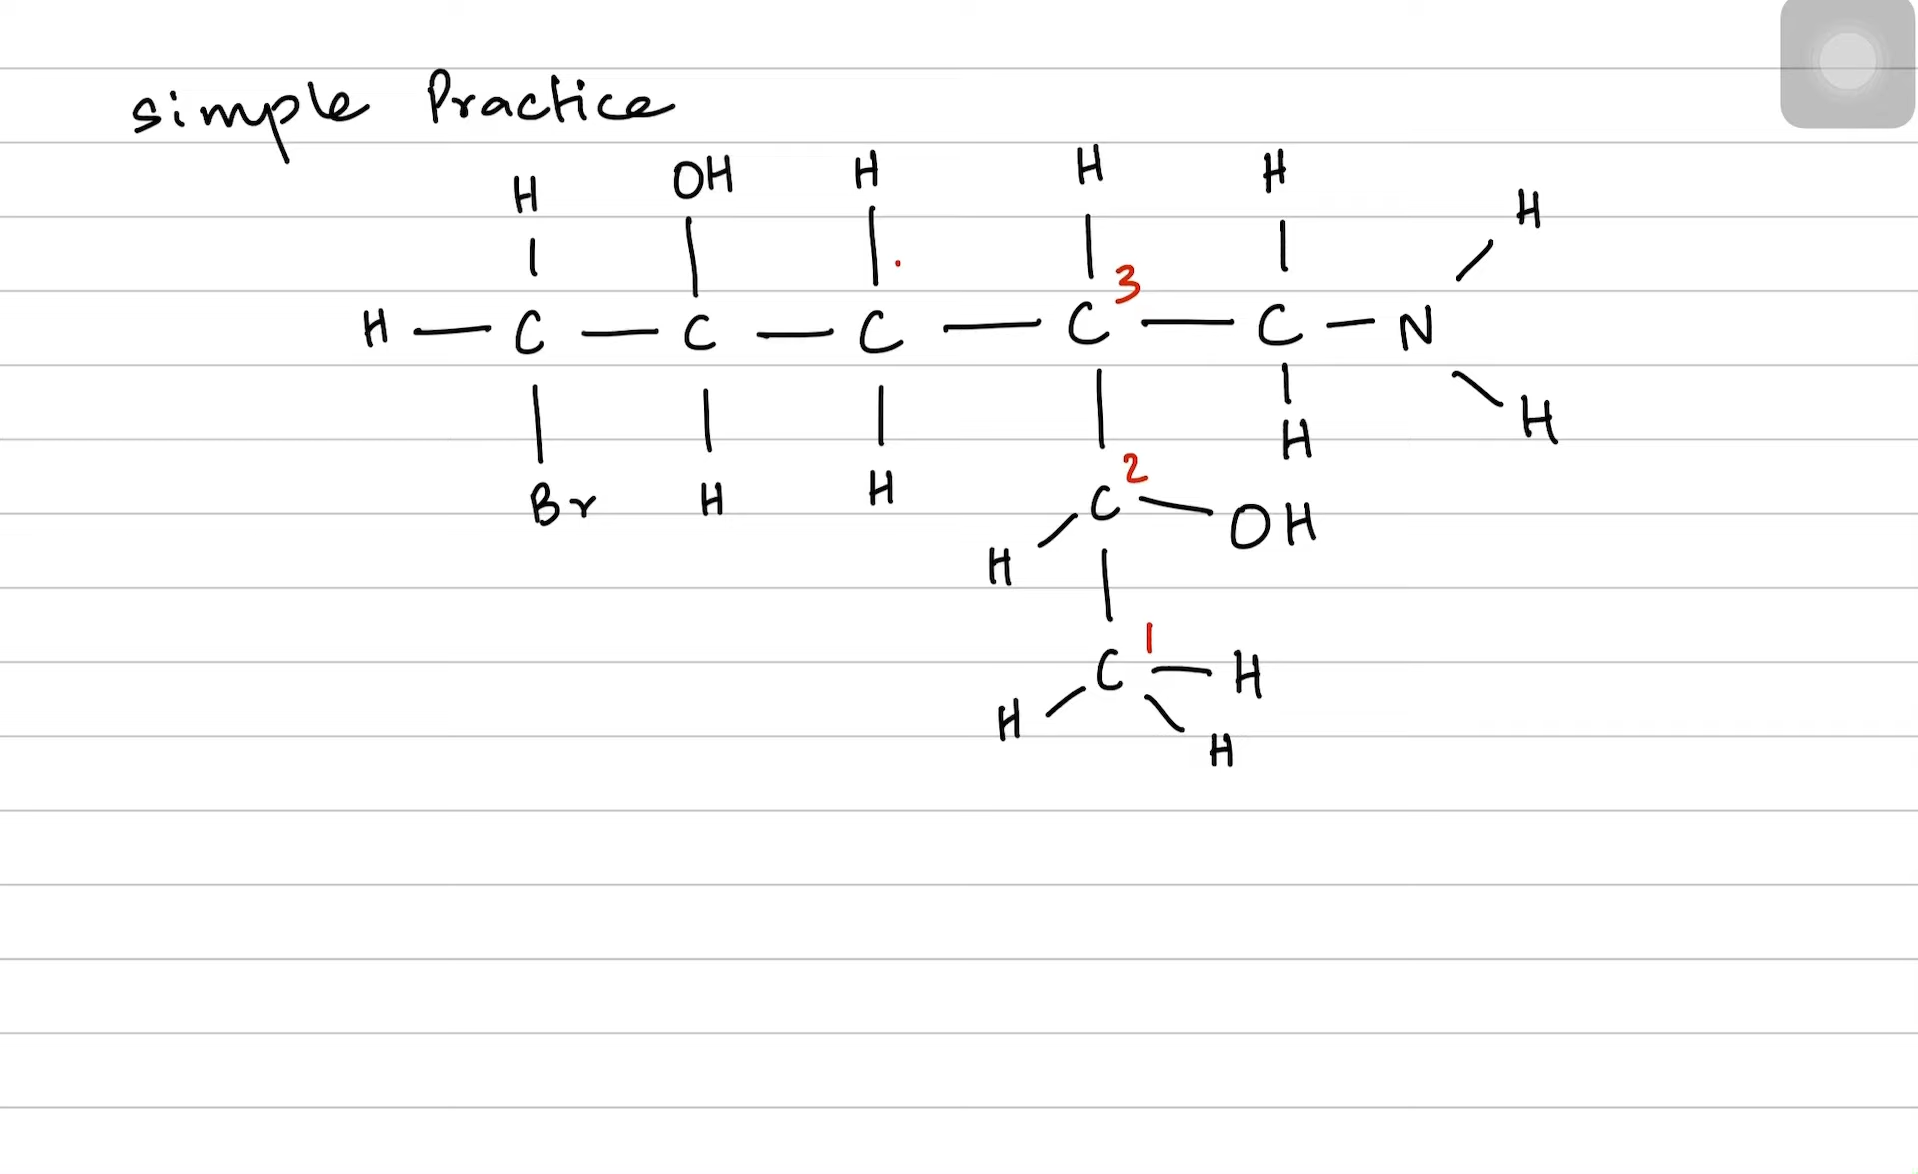 simple Practice
H OH H H H H
3
H — C — C — C — C — C — N
H H
2
Br H H C — OH
H
1
C — H
H H